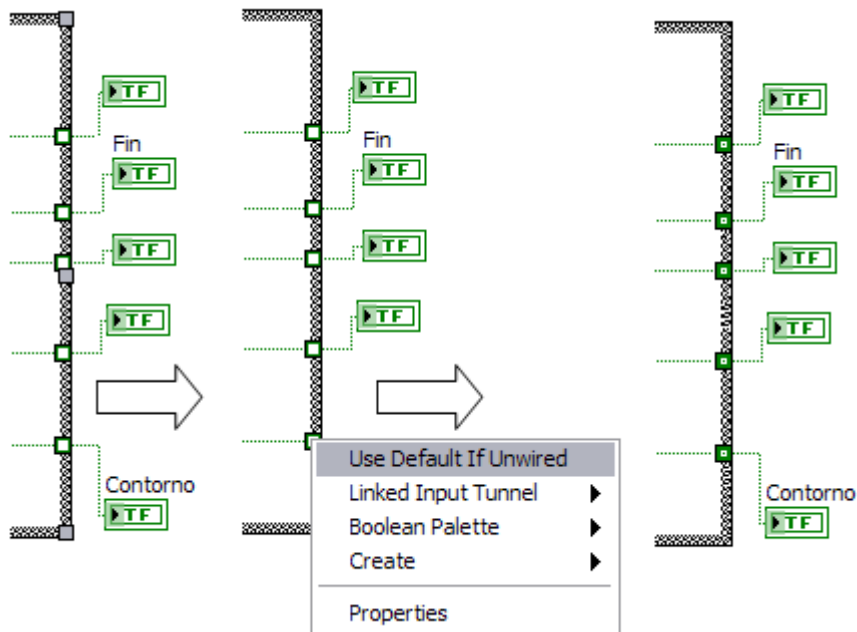 TF
TF
TF
Fin
Fin
Fin
TF
TF
TF
TF
TF
TF
TF
TF
TF
Use Default If Unwired
Linked Input Tunnel
Boolean Palette
Create
Properties
Contorno
TF
Contorno
TF